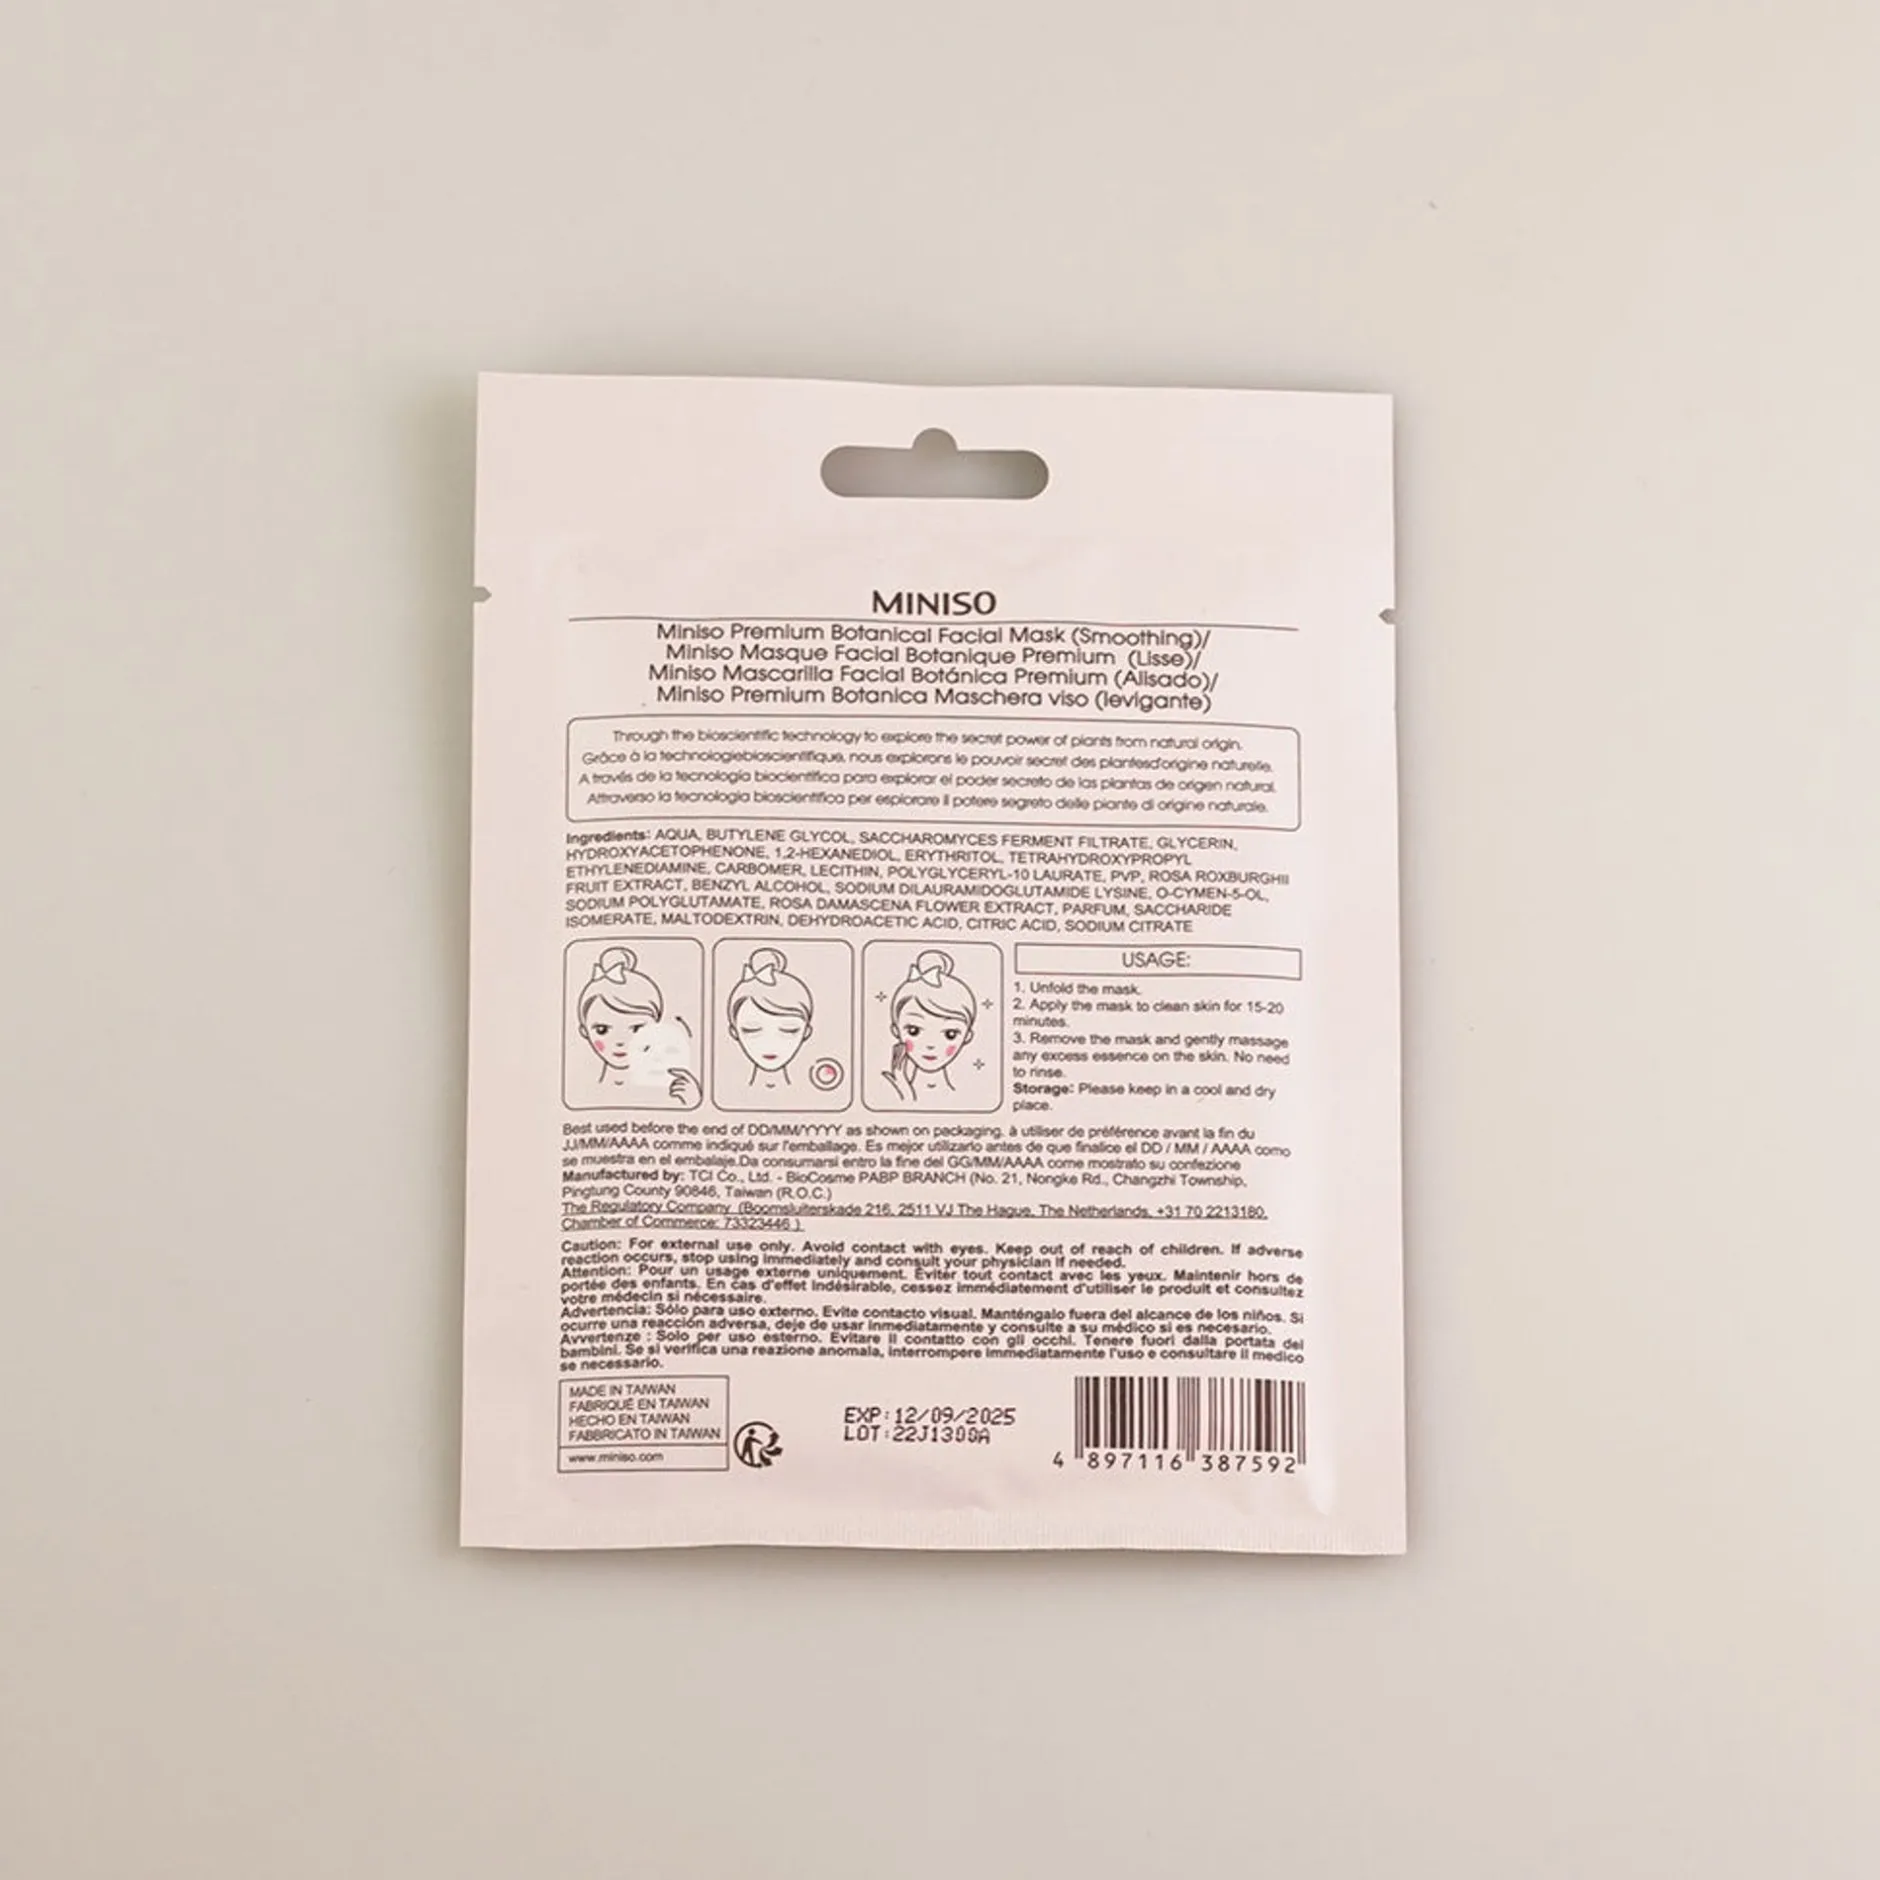 MINISO
Miniso Premium Botanical Facial Mask (Smoothing)/
Miniso Masque Facial Botanique Premium (Lisse)/
Miniso Mascarilla Facial Botánica Premium (Alisado)/
Miniso Premium Botanica Maschera viso (levigante)
Through the bioscientific technology to explore the secret power of plants from natural origin.
Grâce à la technologiebioscientifique, nous explorons le pouvoir secret des plantesd'origine naturelle.
A través de la tecnología biocientífica para explorar el poder secreto de las plantas de origen natural.
Attraverso la tecnologia bioscientifica per esplorare il potere segreto delle piante di origine naturale.
Ingredients: AQUA, BUTYLENE GLYCOL, SACCHAROMYCES FERMENT FILTRATE, GLYCERIN,
HYDROXYACETOPHENONE, 1,2-HEXANEDIOL, ERYTHRITOL, TETRAHYDROXYPROPYL
ETHYLENEDIAMINE, CARBOMER, LECITHIN, POLYGLYCERYL-10 LAURATE, PVP, ROSA ROXBURGHII
FRUIT EXTRACT, BENZYL ALCOHOL, SODIUM DILAURAMIDOGLUTAMIDE LYSINE, O-CYMEN-5-OL,
SODIUM POLYGLUTAMATE, ROSA DAMASCENA FLOWER EXTRACT, PARFUM, SACCHARIDE
ISOMERATE, MALTODEXTRIN, DEHYDROACETIC ACID, CITRIC ACID, SODIUM CITRATE
USAGE:
1. Unfold the mask.
2. Apply the mask to clean skin for 15-20
minutes.
3. Remove the mask and gently massage
any excess essence on the skin. No need
to rinse.
Storage: Please keep in a cool and dry
place.
Best used before the end of DD/MM/YYYY as shown on packaging. à utiliser de préférence avant la fin du
JJ/MM/AAAA comme indiqué sur l'emballage. Es mejor utilizarlo antes de que finalice el DD / MM / AAAA como
se muestra en el embalaje.Da consumarsi entro la fine del GG/MM/AAAA come mostrato su confezione
Manufactured by: TCI Co., Ltd. - BioCosme PABP BRANCH (No. 21, Nongke Rd., Changzhi Township,
Pingtung County 90846, Taiwan (R.O.C.)
The Regulatory Company (Boomsluiterskade 216, 2511 VJ The Hague, The Netherlands, +31 70 2213180,
Chamber of Commerce: 73323446 )
Caution: For external use only. Avoid contact with eyes. Keep out of reach of children. If adverse
reaction occurs, stop using immediately and consult your physician if needed.
Attention: Pour un usage externe uniquement. Éviter tout contact avec les yeux. Maintenir hors de
portée des enfants. En cas d'effet indésirable, cessez immédiatement d'utiliser le produit et consultez
votre médecin si nécessaire.
Advertencia: Sólo para uso externo. Evite contacto visual. Manténgalo fuera del alcance de los niños. Si
ocurre una reacción adversa, deje de usar inmediatamente y consulte a su médico si es necesario.
Avvertenze : Solo per uso esterno. Evitare il contatto con gli occhi. Tenere fuori dalla portata dei
bambini. Se si verifica una reazione anomala, interrompere immediatamente l'uso e consultare il medico
se necessario.
MADE IN TAIWAN
FABRIQUÉ EN TAIWAN
HECHO EN TAIWAN
FABBRICATO IN TAIWAN
www.miniso.com
EXP:12/09/2025
LOT:22J1300A
4 897116 387592